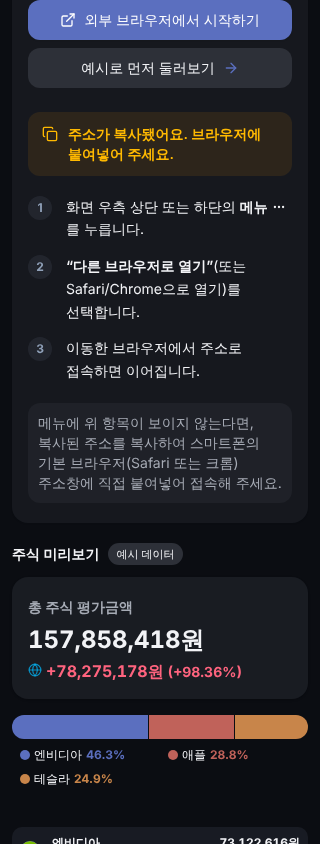 외부 브라우저에서 시작하기
예시로 먼저 둘러보기 →
주소가 복사됐어요. 브라우저에
붙여넣어 주세요.
1 화면 우측 상단 또는 하단의 메뉴 ···
를 누릅니다.
2 “다른 브라우저로 열기”(또는
Safari/Chrome으로 열기)를
선택합니다.
3 이동한 브라우저에서 주소로
접속하면 이어집니다.
메뉴에 위 항목이 보이지 않는다면,
복사된 주소를 복사하여 스마트폰의
기본 브라우저(Safari 또는 크롬)
주소창에 직접 붙여넣어 접속해 주세요.
주식 미리보기 예시 데이터
총 주식 평가금액
157,858,418원
+78,275,178원 (+98.36%)
엔비디아 46.3% 애플 28.8%
테슬라 24.9%
엔비디아 73,122,616원